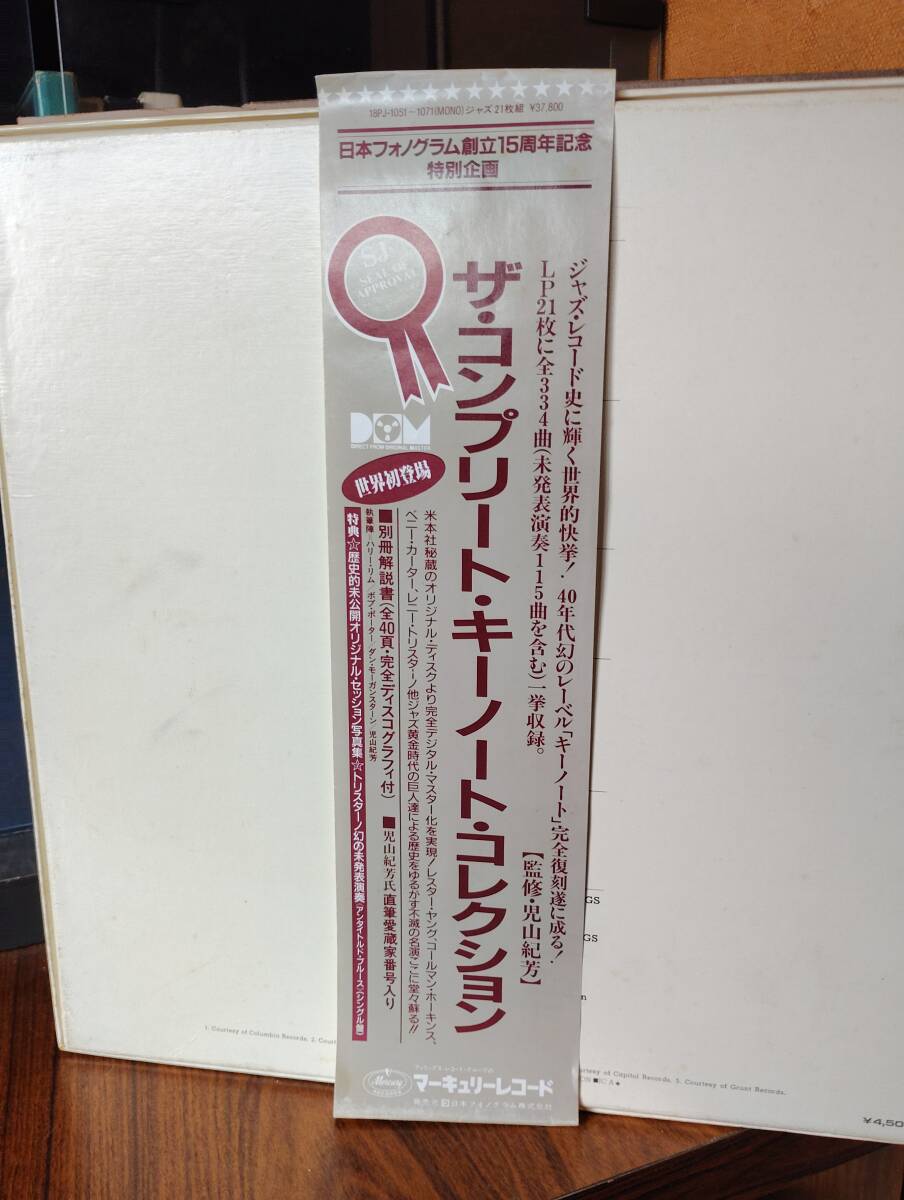 18PJ-1051〜1071(MONO)ジャズ21枚組 ¥37,800
日本フォノグラム創立15周年記念
特別企画
ジャズ・レコード史に輝く世界的快挙！40年代幻のレーベル「キーノート」完全復刻遂に成る！
LP21枚に全334曲(未発表演奏115曲を含む)一挙収録。
【監修・児山紀芳】
ザ・コンプリート・キーノート・コレクション
SJ
SEAL OF
APPROVAL
DOM
DIRECT FROM ORIGINAL MASTER
世界初登場
米本社秘蔵のオリジナル・ディスクより完全デジタル・マスター化を実現！レスター・ヤング、コールマン・ホーキンス、
ベニー・カーター、レニー・トリスターノ他ジャズ黄金時代の巨人達による歴史をゆるがす不滅の名演ここに堂々蘇る!!
■別冊解説書(全40頁・完全ディスコグラフィ付) ■児山紀芳氏直筆愛蔵家番号入り
執筆陣=ハリー・リム/ボブ・ポーター/ダン・モーガンスターン/児山紀芳
特典☆歴史的未公開オリジナル・セッション写真集☆トリスターノ幻の未発表演奏(アンタイトルド・ブルース)(シングル盤)
Mercury
RECORDS
マーキュリーレコード
発売元 日本フォノグラム株式会社
GS
GS
n
1. Courtesy of Columbia Records. 2. Court
rtesy of Capitol Records. 5. Courtesy of Grant Records.
¥4,50